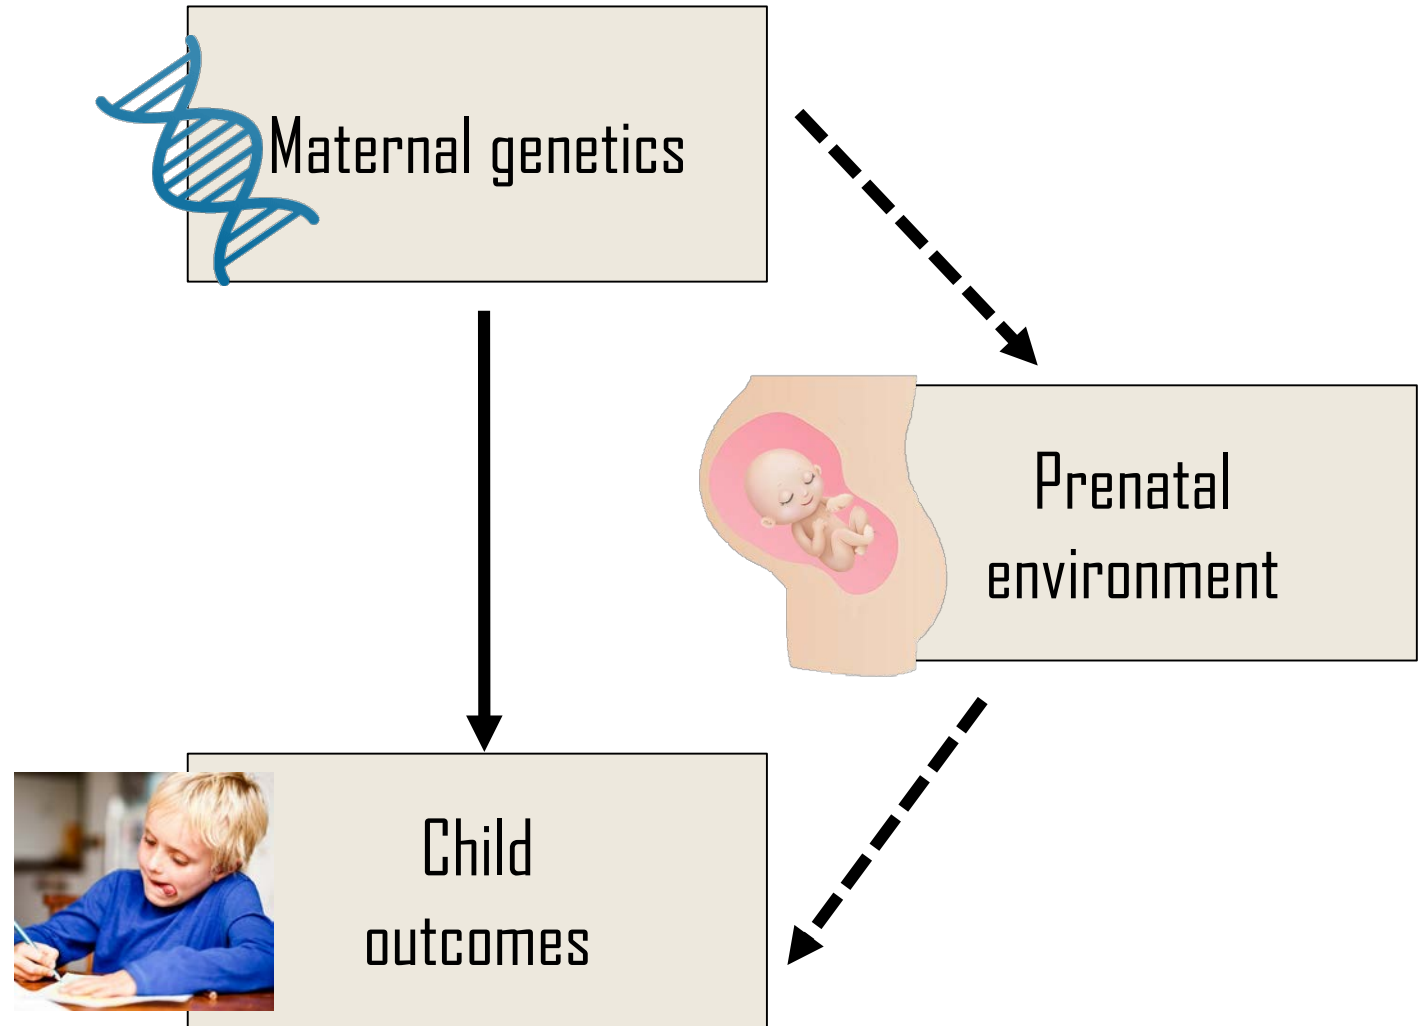 Maternal genetics
Prenatal
environment
Child
outcomes